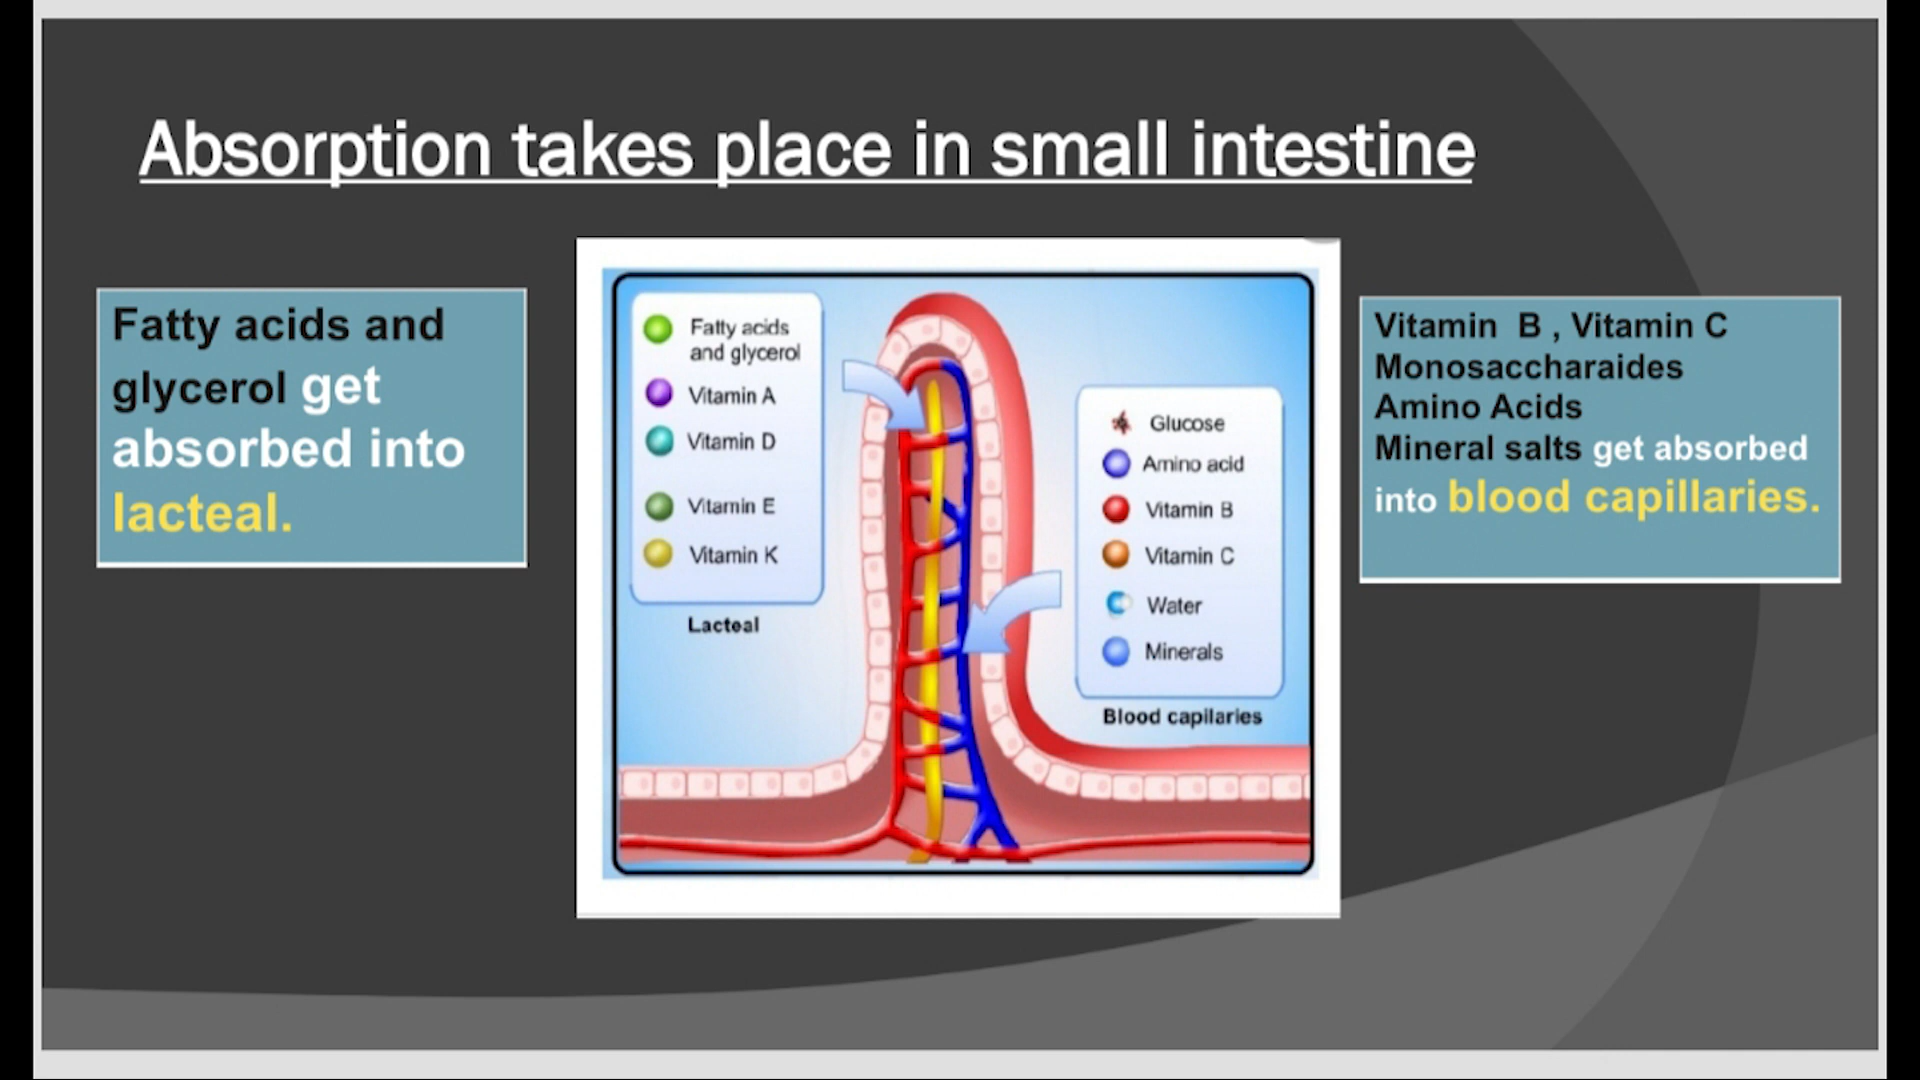 Absorption takes place in small intestine
Fatty acids and
glycerol get
absorbed into
lacteal.
Fatty acids
and glycerol
Vitamin A
Vitamin D
Vitamin E
Vitamin K
Lacteal
Glucose
Amino acid
Vitamin B
Vitamin C
Water
Minerals
Blood capilaries
Vitamin B , Vitamin C
Monosaccharaides
Amino Acids
Mineral salts get absorbed
into blood capillaries.